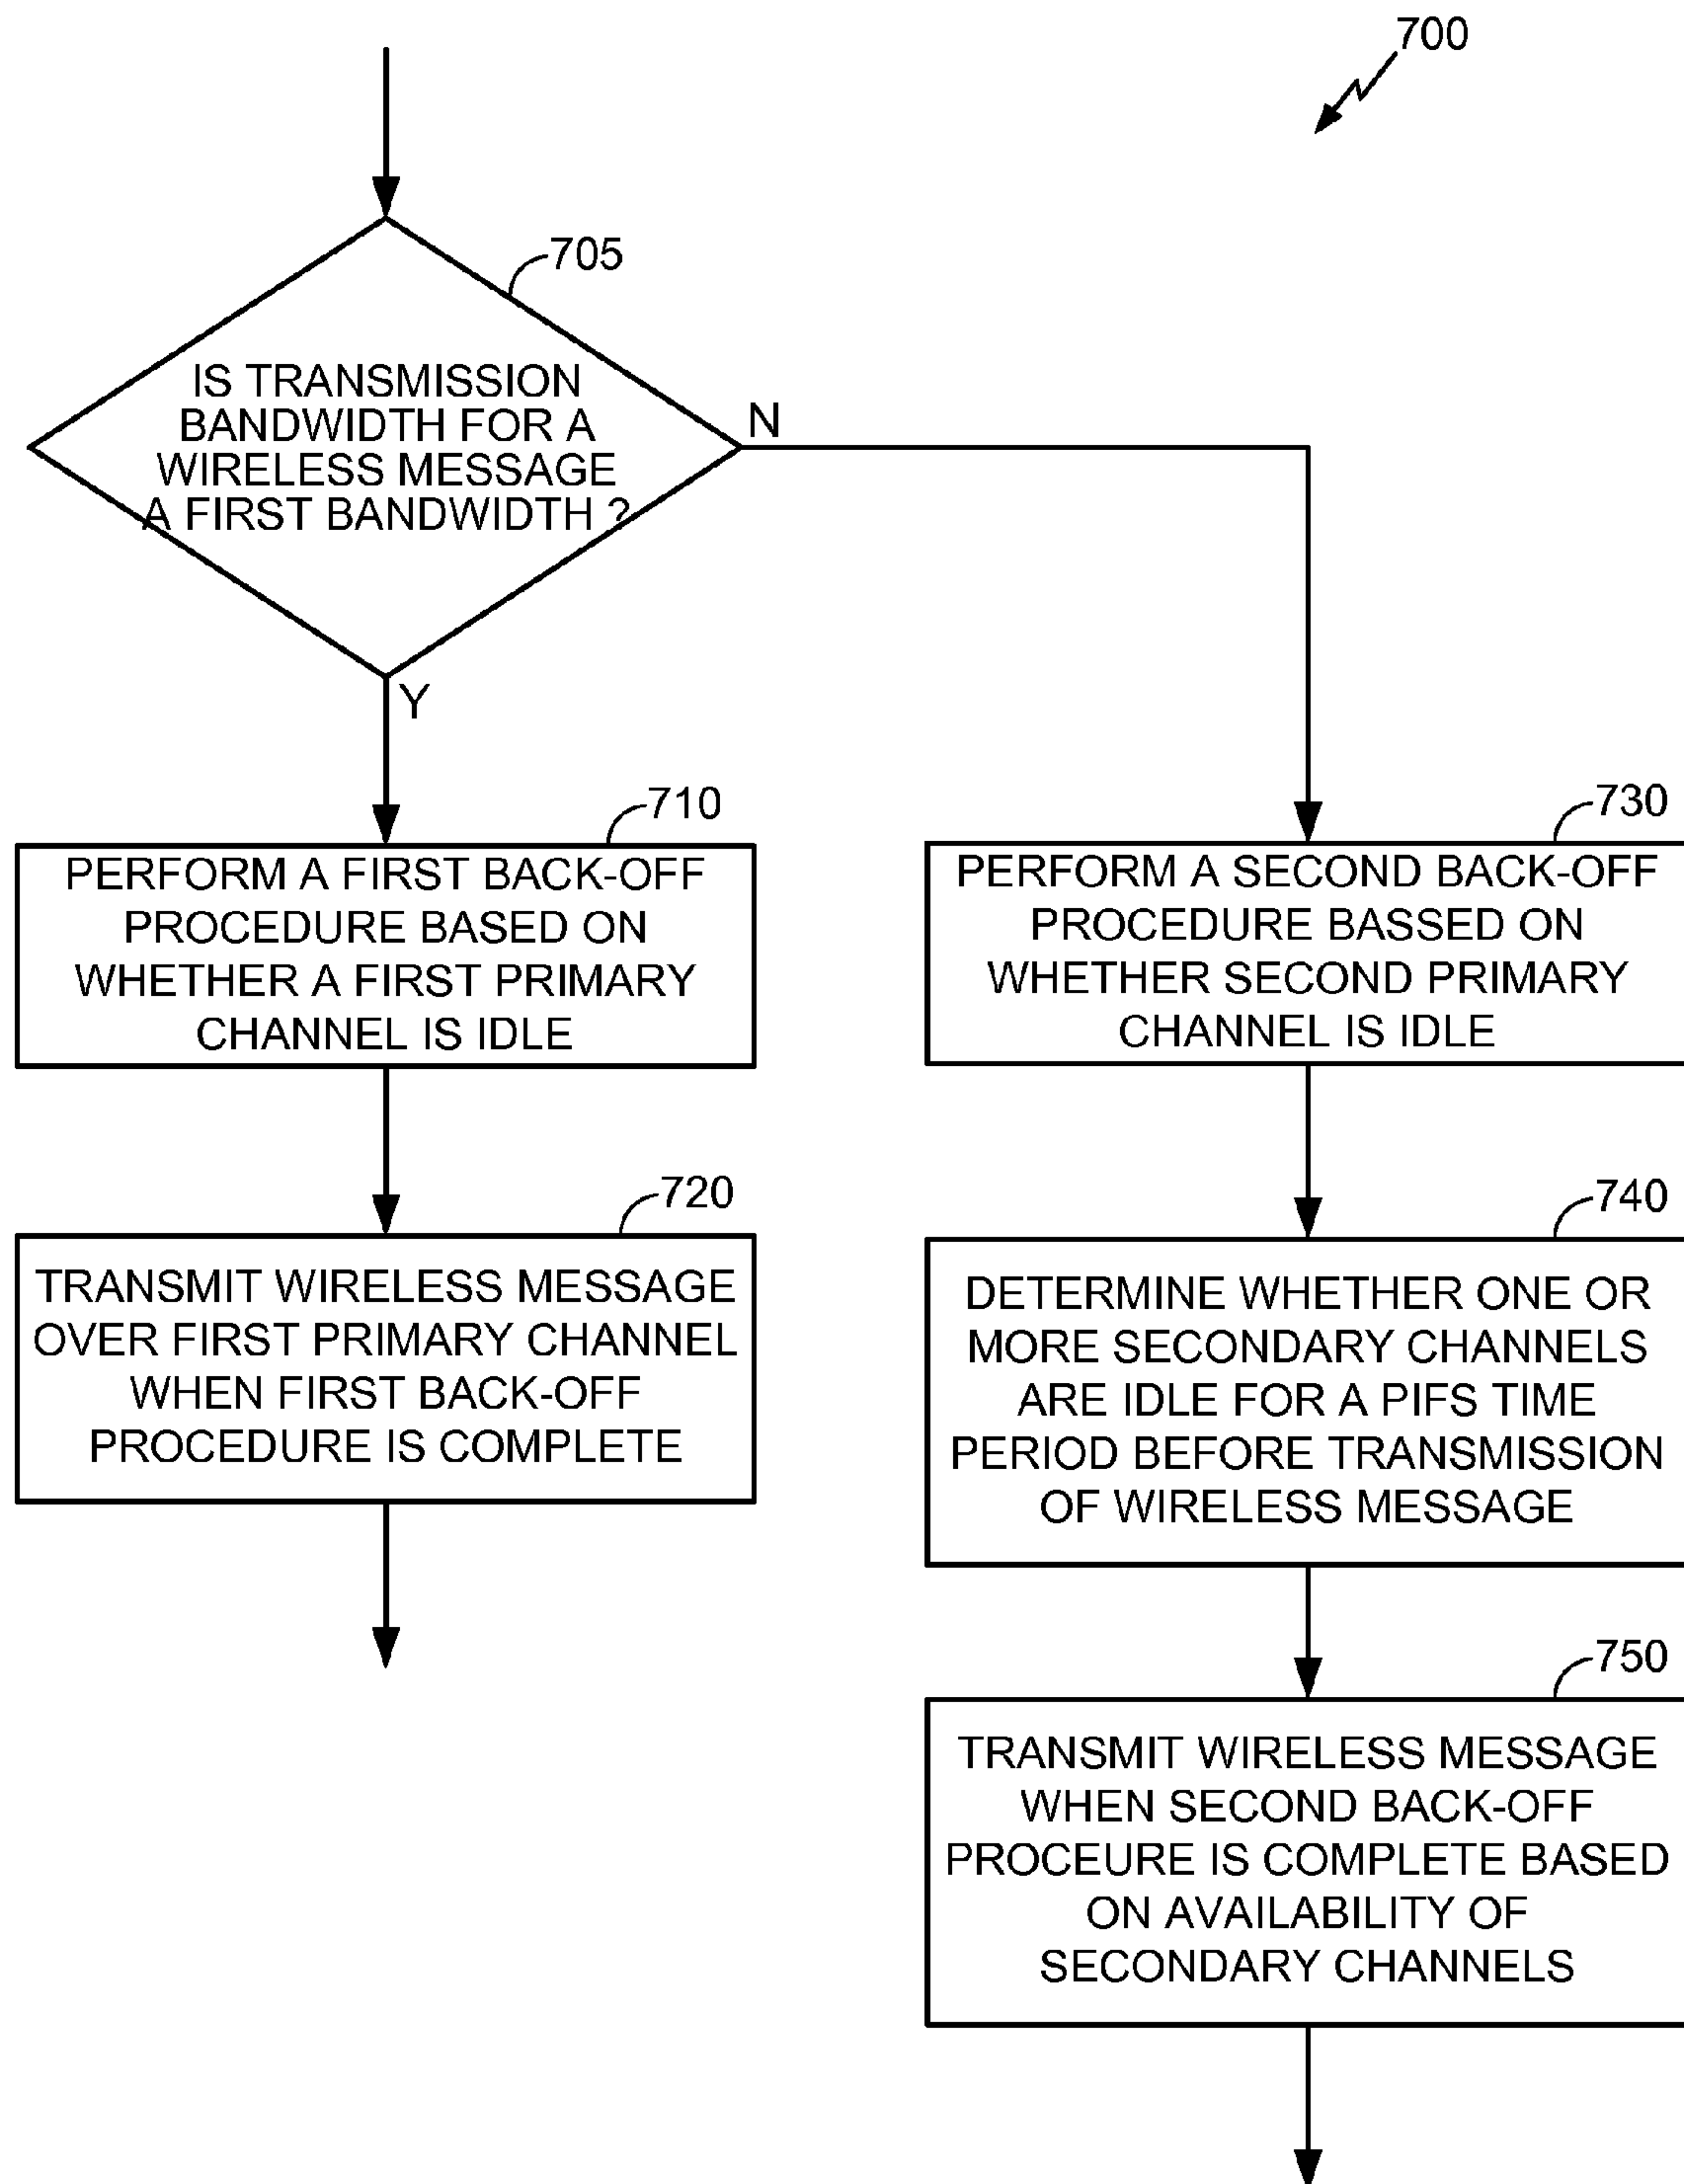 700
705
IS TRANSMISSION
BANDWIDTH FOR A
WIRELESS MESSAGE
A FIRST BANDWIDTH ?
N
Y
710
PERFORM A FIRST BACK-OFF
PROCEDURE BASED ON
WHETHER A FIRST PRIMARY
CHANNEL IS IDLE
720
TRANSMIT WIRELESS MESSAGE
OVER FIRST PRIMARY CHANNEL
WHEN FIRST BACK-OFF
PROCEDURE IS COMPLETE
730
PERFORM A SECOND BACK-OFF
PROCEDURE BASSED ON
WHETHER SECOND PRIMARY
CHANNEL IS IDLE
740
DETERMINE WHETHER ONE OR
MORE SECONDARY CHANNELS
ARE IDLE FOR A PIFS TIME
PERIOD BEFORE TRANSMISSION
OF WIRELESS MESSAGE
750
TRANSMIT WIRELESS MESSAGE
WHEN SECOND BACK-OFF
PROCEURE IS COMPLETE BASED
ON AVAILABILITY OF
SECONDARY CHANNELS